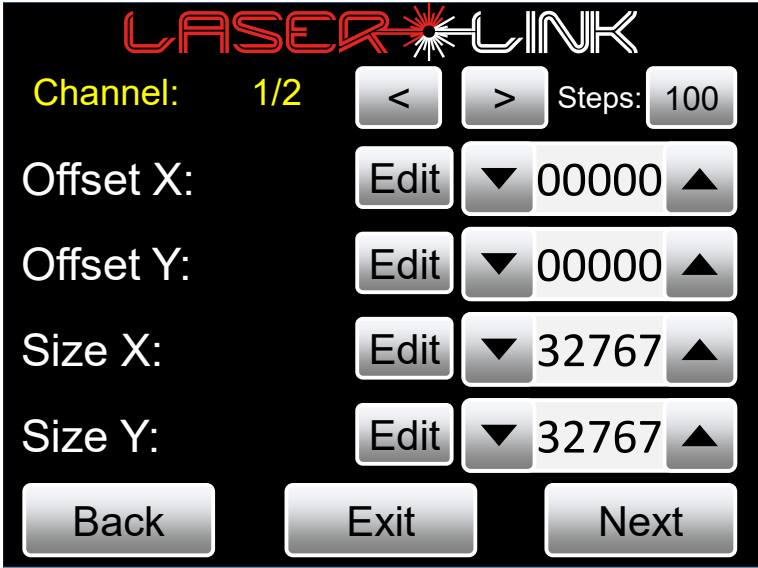 LASER LINK
Channel: 1/2 < > Steps: 100
Offset X: Edit 00000
Offset Y: Edit 00000
Size X: Edit 32767
Size Y: Edit 32767
Back Exit Next